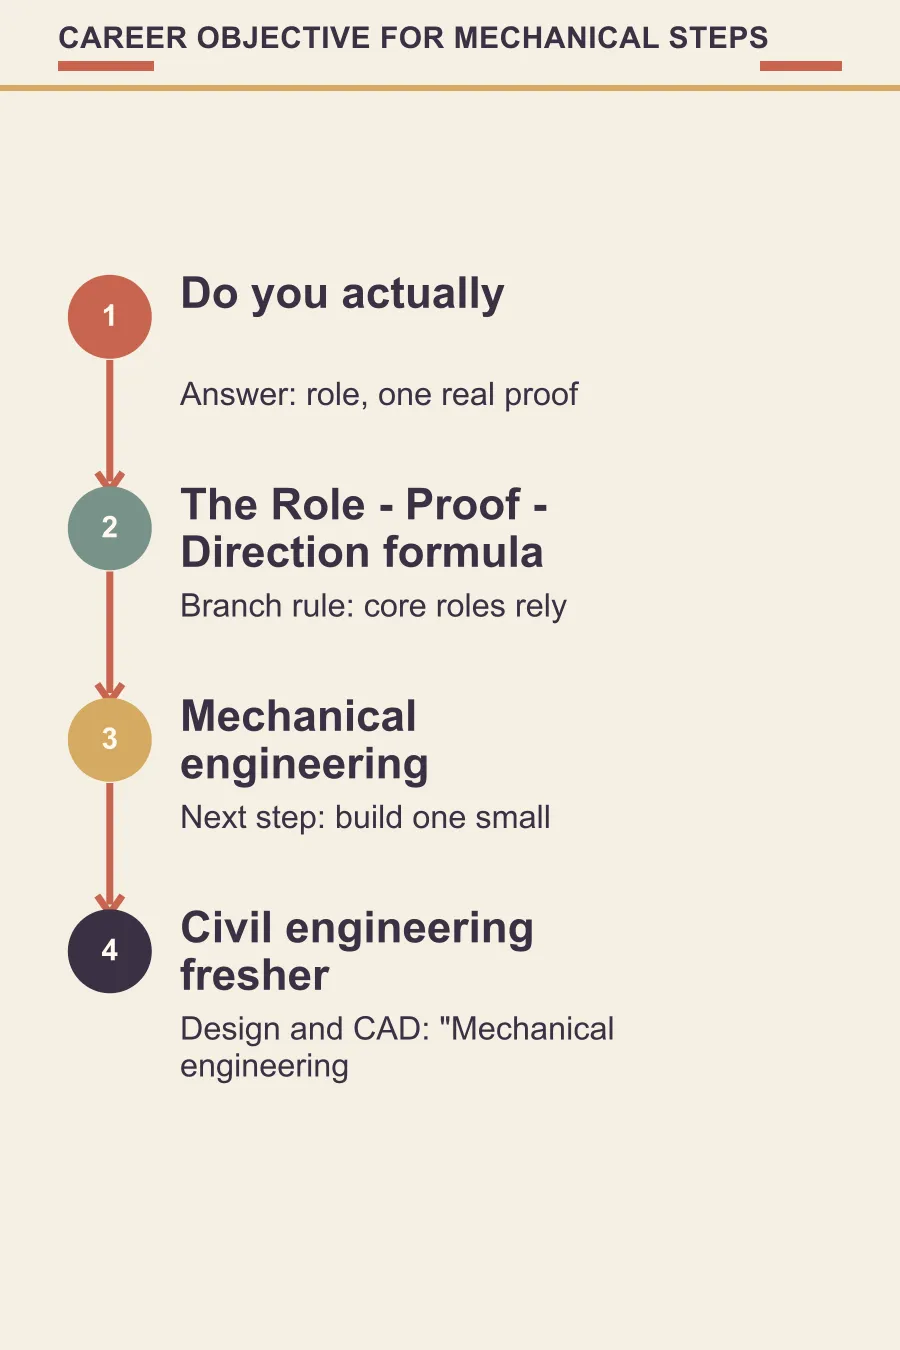 CAREER OBJECTIVE FOR MECHANICAL STEPS
1
Do you actually
Answer: role, one real proof
2
The Role - Proof -
Direction formula
Branch rule: core roles rely
3
Mechanical
engineering
Next step: build one small
4
Civil engineering
fresher
Design and CAD: "Mechanical
engineering